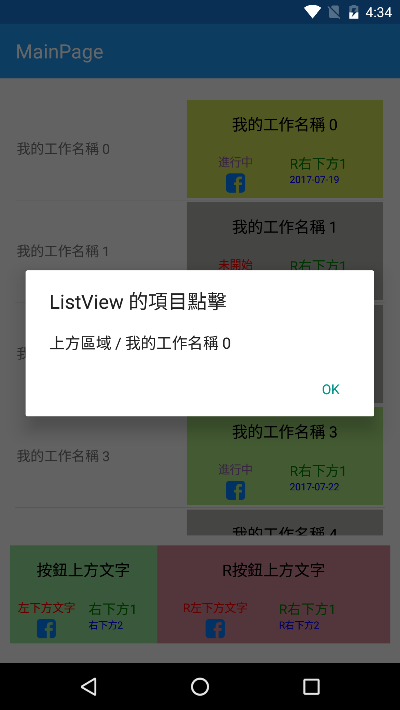 4:34
MainPage
我的工作名稱 0
我的工作名稱 0
進行中
R右下方1
2017-07-19
我的工作名稱 1
我的工作名稱 1
未開始
R右下方1
ListView 的項目點擊
上方區域 / 我的工作名稱 0
OK
我的工作名稱 3
我的工作名稱 3
進行中
R右下方1
2017-07-22
我的工作名稱 4
按鈕上方文字
左下方文字
右下方1
右下方2
R按鈕上方文字
R左下方文字
R右下方1
R右下方2